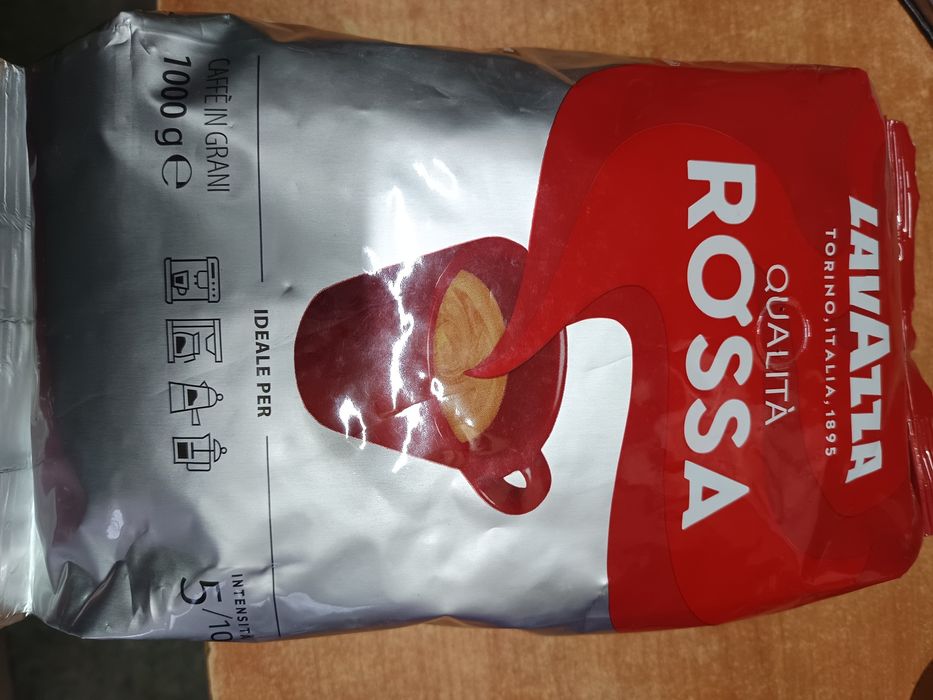 LAVAZZA
TORINO, ITALIA, 1895
QUALITÀ
ROSSA
IDEALE PER
CAFFÈ IN GRANI
1000 g ℮
INTENSITÀ
5/10